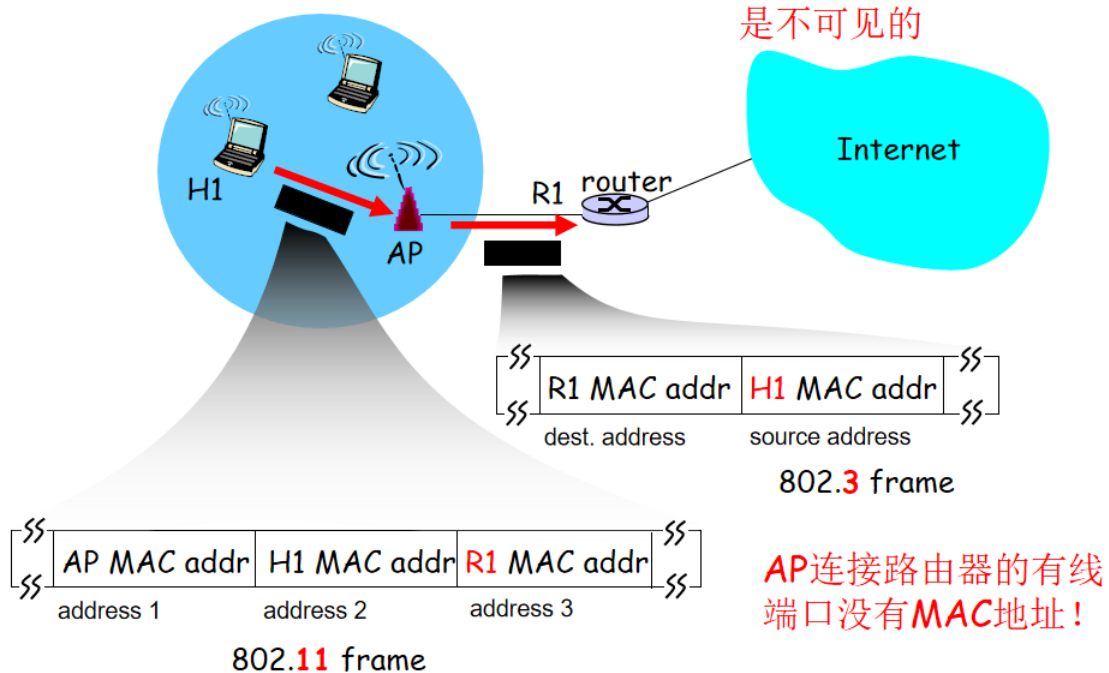 是不可见的
Internet
H1
AP
R1
router
R1 MAC addr
H1 MAC addr
dest. address
source address
802.3 frame
AP MAC addr
H1 MAC addr
R1 MAC addr
address 1
address 2
address 3
802.11 frame
AP连接路由器的有线
端口没有MAC地址！